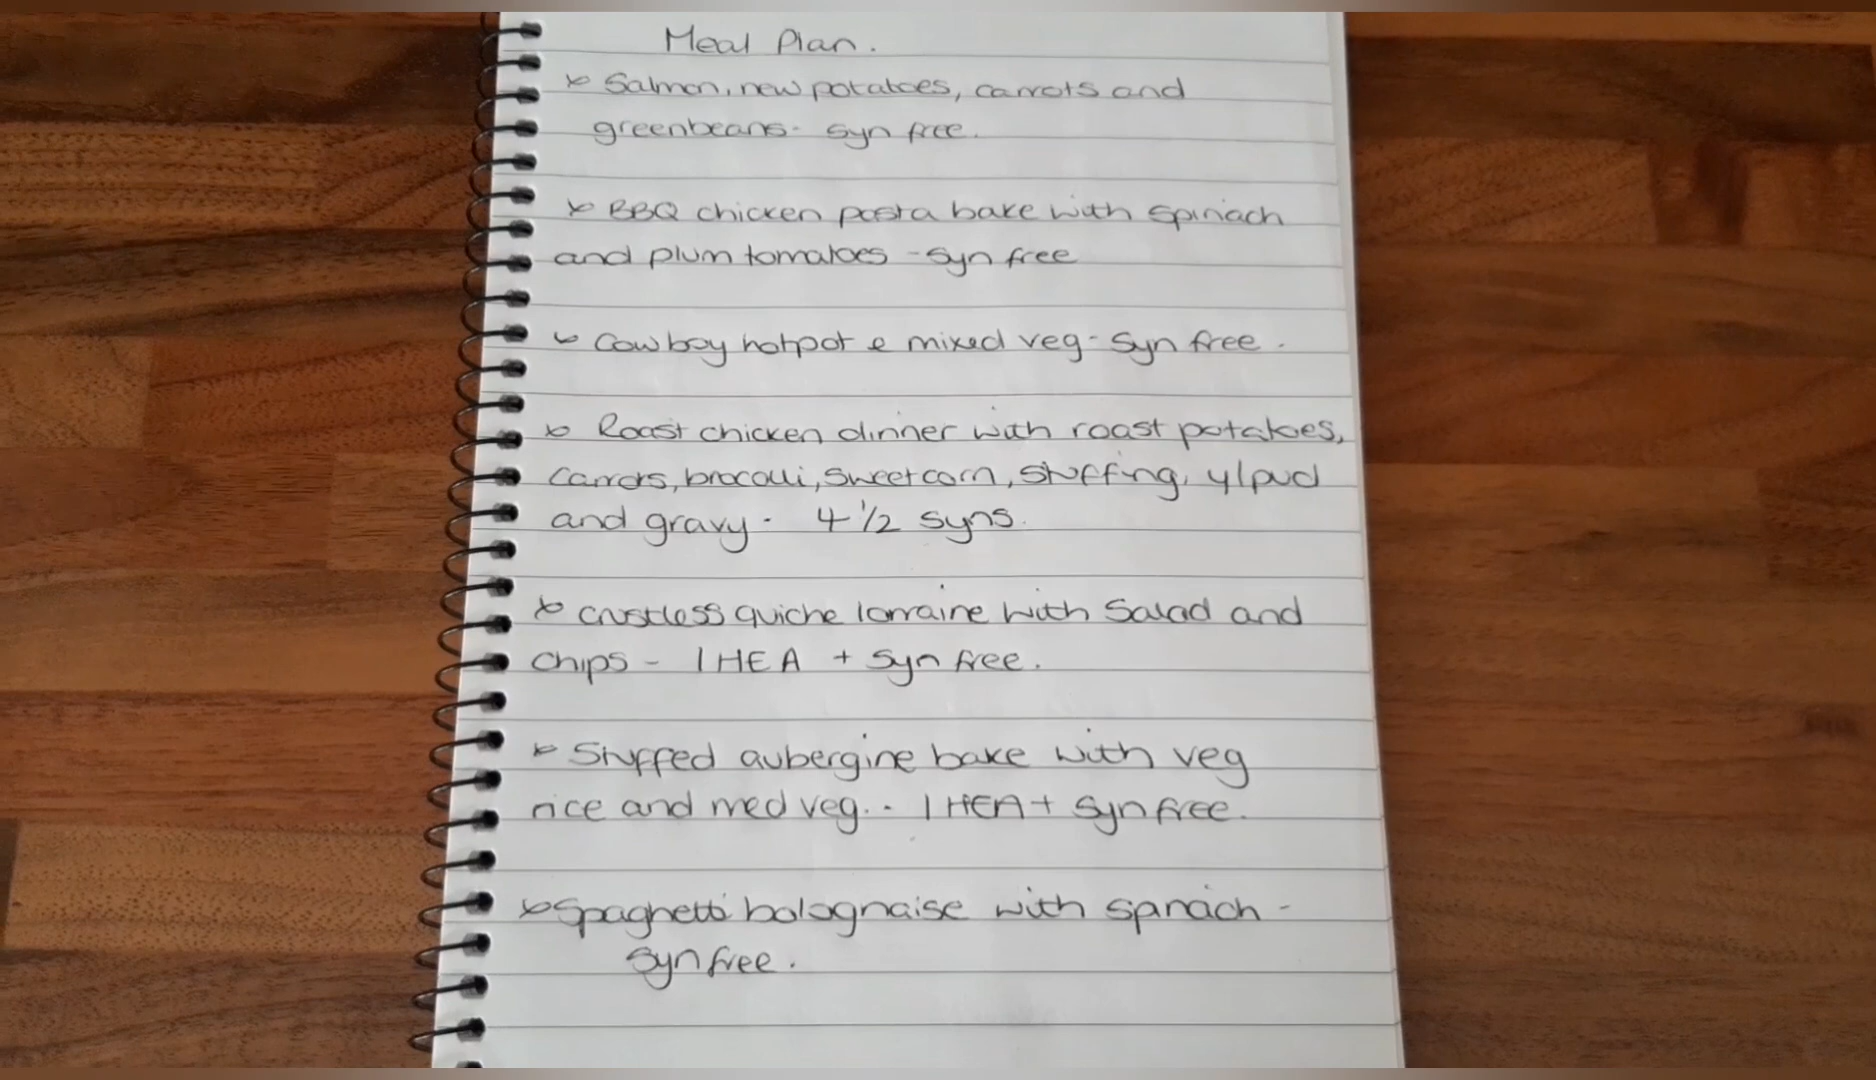 Meal Plan.
* Salmon, new potatoes, carrots and
greenbeans - syn free.
* BBQ chicken pasta bake with spinach
and plum tomatoes - syn free
* Cowboy hotpot & mixed veg - Syn free.
* Roast chicken dinner with roast potatoes,
carrots, brocolli, sweetcorn, stuffing, y/pud
and gravy - 4 1/2 syns.
* crustless quiche lorraine with Salad and
chips - 1 HEA + Syn free.
* Stuffed aubergine bake with veg
rice and med veg. - 1 HEA + Syn free.
* Spaghetti bolognaise with spinach -
Syn free.